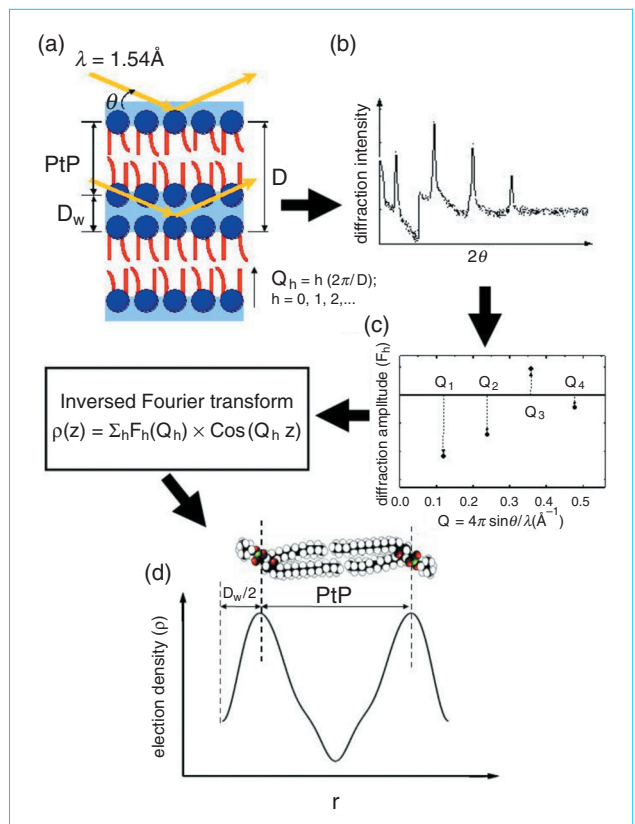 (a)
λ = 1.54Å
θ
PtP
D
D_w
Q_h = h (2π/D);
h = 0, 1, 2,...
(b)
diffraction intensity
2θ
(c)
diffraction amplitude (F_h)
Q_1 Q_2 Q_3 Q_4
0.0 0.1 0.2 0.3 0.4 0.5
Q = 4π sinθ/λ(Å⁻¹)
Inversed Fourier transform
ρ(z) = Σ_hF_h(Q_h) × Cos (Q_h z)
(d)
D_w/2
PtP
election density (ρ)
r